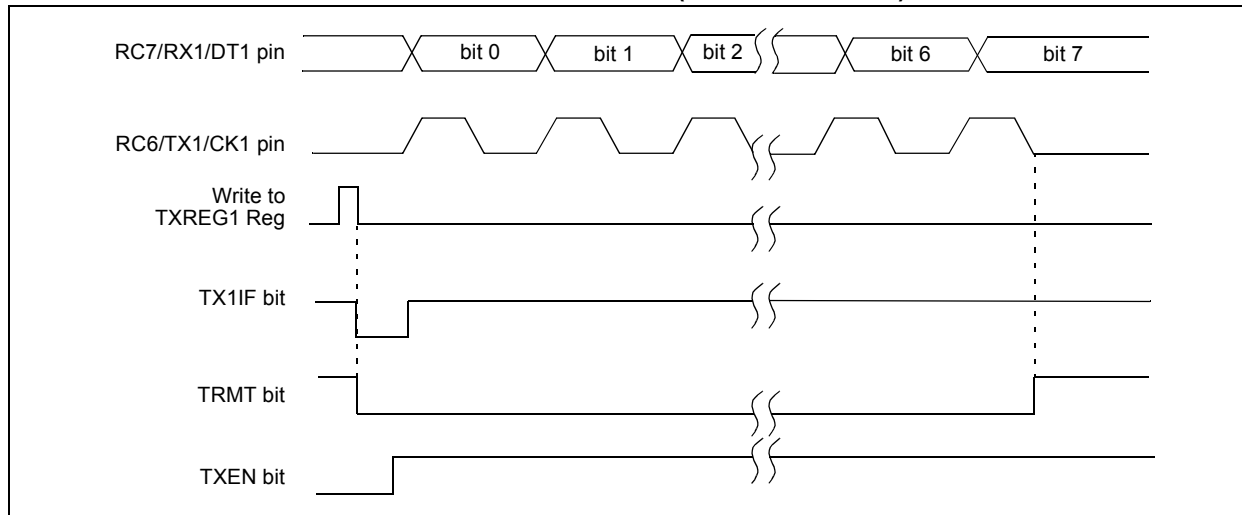 RC7/RX1/DT1 pin
bit 0
bit 1
bit 2
bit 6
bit 7
RC6/TX1/CK1 pin
Write to
TXREG1 Reg
TX1IF bit
TRMT bit
TXEN bit